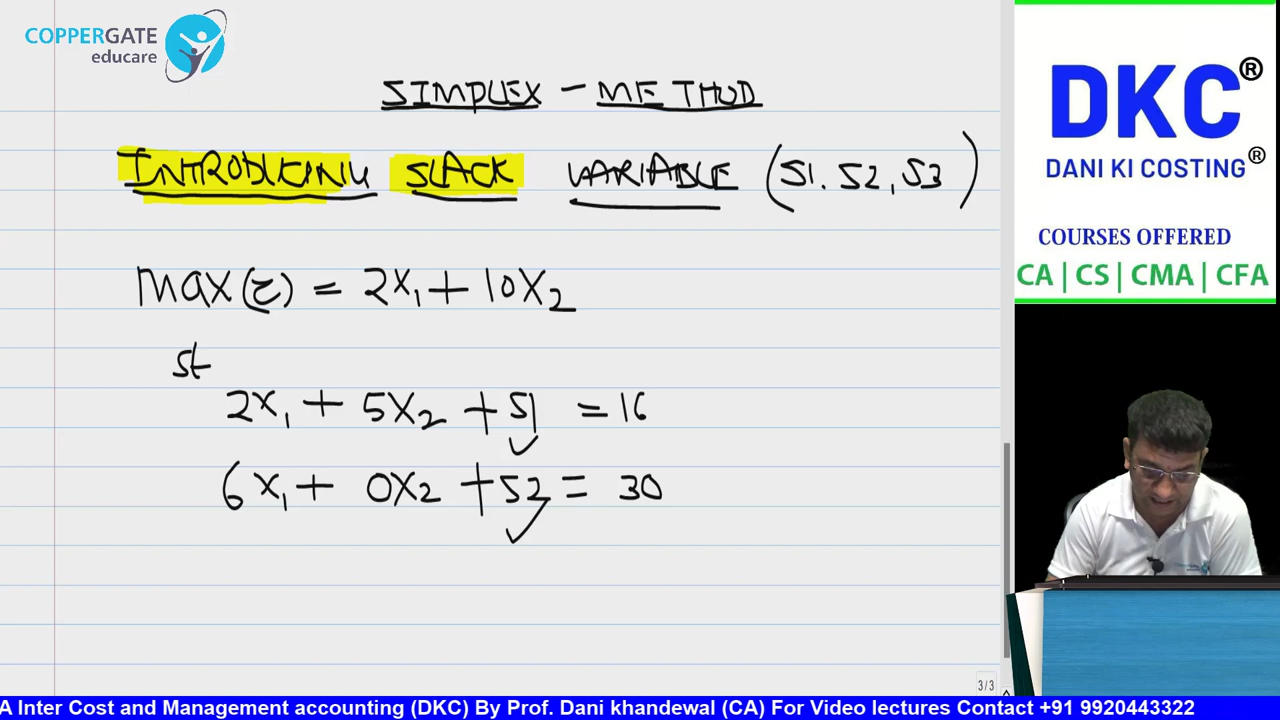 COPPERGATE
educare
SIMPLEX - METHOD
INTRODUCING SLACK VARIABLE (S1, S2, S3)
Max(Z) = 2X₁ + 10X₂
St
2X₁ + 5X₂ + S1 = 16
6X₁ + 0X₂ + S2 = 30
3/3
DKC®
DANI KI COSTING®
COURSES OFFERED
CA | CS | CMA | CFA
A Inter Cost and Management accounting (DKC) By Prof. Dani khandewal (CA) For Video lectures Contact +91 9920443322